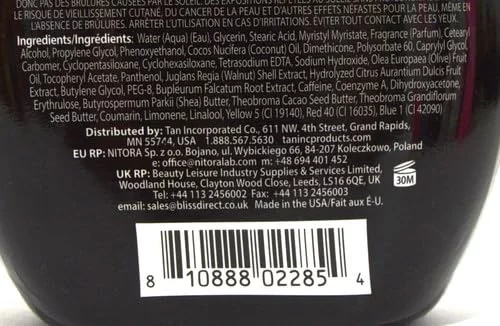 DONC PAS DES BRÛLURES CAUSÉES PAR LE SOLEIL. DES EXPOSITIONS
LE RISQUE DE VIEILLISSEMENT CUTANÉ, DU CANCER DE LA PEAU ET D'AUTRES EFFETS NÉFASTES POUR LA PEAU, MÊME EN
L'ABSENCE DE BRÛLURES. ARRÊTER L'UTILISATION EN CAS D'IRRITATIONS. ÉVITER TOUT CONTACT AVEC LES YEUX.
Ingredients/Ingrédients: Water (Aqua) (Eau), Glycerin, Stearic Acid, Myristyl Myristate, Fragrance (Parfum), Cetearyl
Alcohol, Propylene Glycol, Phenoxyethanol, Cocos Nucifera (Coconut) Oil, Dimethicone, Polysorbate 60, Caprylyl Glycol,
Carbomer, Cyclopentasiloxane, Cyclohexasiloxane, Tetrasodium EDTA, Sodium Hydroxide, Olea Europaea (Olive) Fruit
Oil, Tocopheryl Acetate, Panthenol, Juglans Regia (Walnut) Shell Extract, Hydrolyzed Citrus Aurantium Dulcis Fruit
Extract, Butylene Glycol, PEG-8, Bupleurum Falcatum Root Extract, Caffeine, Coenzyme A, Dihydroxyacetone,
Erythrulose, Butyrospermum Parkii (Shea) Butter, Theobroma Cacao Seed Butter, Theobroma Grandiflorum
Seed Butter, Coumarin, Limonene, Linalool, Yellow 5 (CI 19140), Red 40 (CI 16035), Blue 1 (CI 42090)
Distributed by: Tan Incorporated Co., 611 NW. 4th Street, Grand Rapids,
MN 55744, USA 1.888.567.5630 tanincproducts.com
EU RP: NITORA Sp. z o.o. Bojano, ul. Wybickiego 66, 84-207 Koleczkowo, Poland
e: office@nitoralab.com m: +48 694 401 452
UK RP: Beauty Leisure Industry Supplies & Services Limited,
Woodland House, Clayton Wood Close, Leeds, LS16 6QE, UK
Tel: +44 113 2456002 Fax: +44 113 2456003
email: sales@blissdirect.co.uk Made in the USA/Fait aux É-U.
30M
8 10888 02285 4